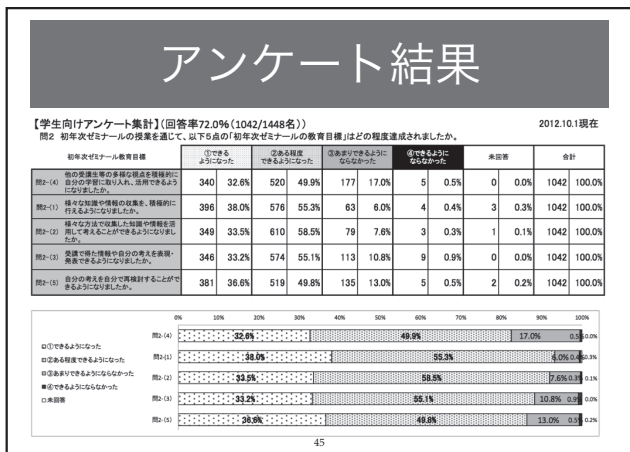 アンケート結果
【学生向けアンケート集計】(回答率72.0%(1042/1448名))
2012.10.1現在
問2 初年次ゼミナールの授業を通じて、以下5点の「初年次ゼミナールの教育目標」はどの程度達成されましたか。
初年次ゼミナール教育目標
①できる
ようになった
②ある程度
できるようになった
③あまりできるように
ならなかった
④できるように
ならなかった
未回答
合計
問2-(4)
他の受講生等の多様な視点を積極的に
自分の学習に取り入れ、活用できるよう
になりましたか。
340 32.6% 520 49.9% 177 17.0% 5 0.5% 0 0.0% 1042 100.0%
問2-(1)
様々な知識や情報の収集を、積極的に
行えるようになりましたか。
396 38.0% 576 55.3% 63 6.0% 4 0.4% 3 0.3% 1042 100.0%
問2-(2)
様々な方法で収集した知識や情報を活
用して考えることができるようになりまし
たか。
349 33.5% 610 58.5% 79 7.6% 3 0.3% 1 0.1% 1042 100.0%
問2-(3)
受講で得た情報や自分の考えを表現・
発表できるようになりましたか。
346 33.2% 574 55.1% 113 10.8% 9 0.9% 0 0.0% 1042 100.0%
問2-(5)
自分の考えを自分で再検討することがで
きるようになりましたか。
381 36.6% 519 49.8% 135 13.0% 5 0.5% 2 0.2% 1042 100.0%
0% 10% 20% 30% 40% 50% 60% 70% 80% 90% 100%
①できるようになった
②ある程度できるようになった
③あまりできるようにならなかった
④できるようにならなかった
未回答
問2-(4) 32.6% 49.9% 17.0% 0.5% 0.0%
問2-(1) 38.0% 55.3% 6.0% 0.4% 0.3%
問2-(2) 33.5% 58.5% 7.6% 0.3% 0.1%
問2-(3) 33.2% 55.1% 10.8% 0.9% 0.0%
問2-(5) 36.6% 49.8% 13.0% 0.5% 0.2%
45